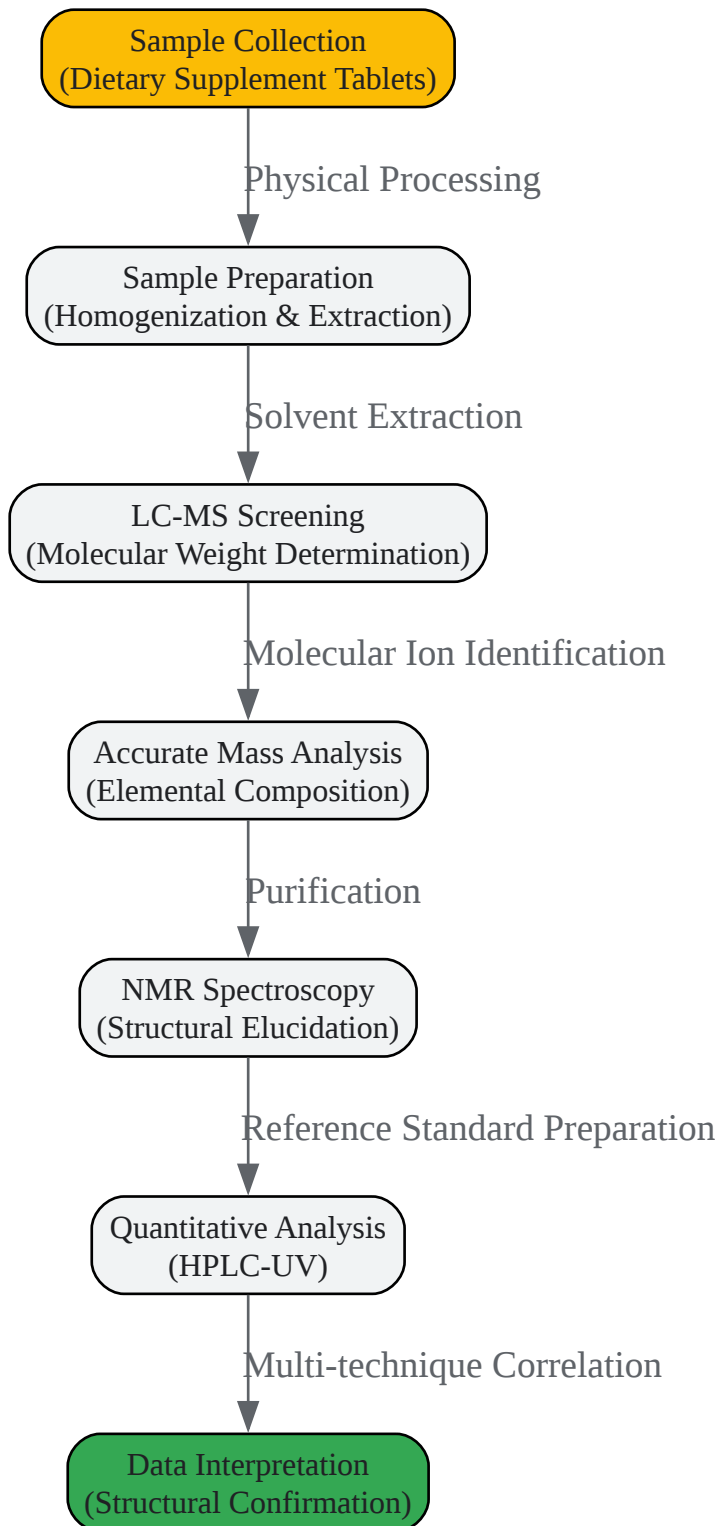 Sample Collection
(Dietary Supplement Tablets)
Physical Processing
Sample Preparation
(Homogenization & Extraction)
Solvent Extraction
LC-MS Screening
(Molecular Weight Determination)
Molecular Ion Identification
Accurate Mass Analysis
(Elemental Composition)
Purification
NMR Spectroscopy
(Structural Elucidation)
Reference Standard Preparation
Quantitative Analysis
(HPLC-UV)
Multi-technique Correlation
Data Interpretation
(Structural Confirmation)